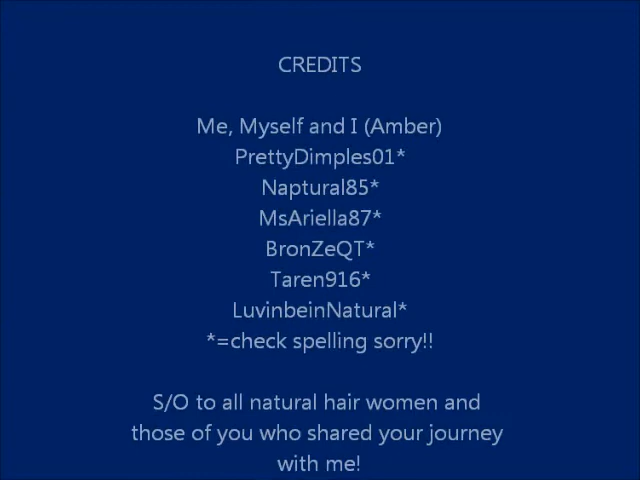 CREDITS
Me, Myself and I (Amber)
PrettyDimples01*
Naptural85*
MsAriella87*
BronZeQT*
Taren916*
LuvinbeinNatural*
*=check spelling sorry!!
S/O to all natural hair women and
those of you who shared your journey
with me!